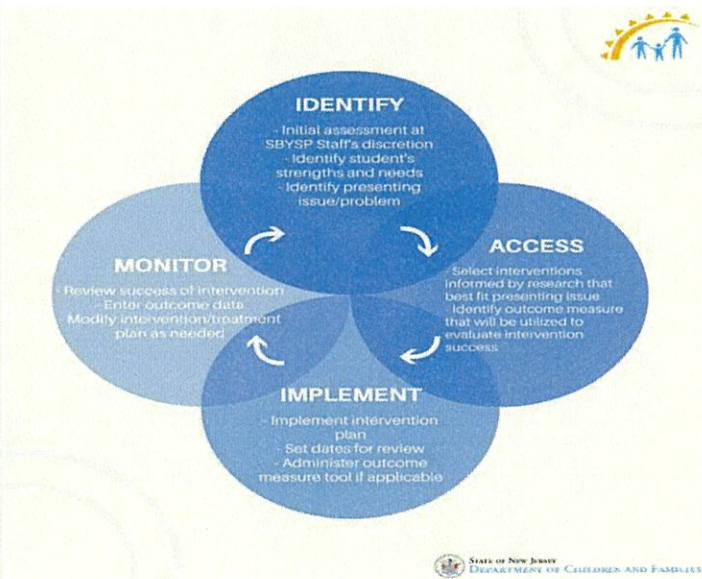 IDENTIFY
- Initial assessment at
SBYSP Staff's discretion
- Identify student's
strengths and needs
- Identify presenting
issue/problem
ACCESS
- Select interventions
informed by research that
best fit presenting issue
- Identify outcome measure
that will be utilized to
evaluate intervention
success
IMPLEMENT
- Implement intervention
plan
- Set dates for review
- Administer outcome
measure tool if applicable
MONITOR
- Review success of intervention
- Enter outcome data
Modify intervention/treatment
plan as needed
STATE OF NEW JERSEY
DEPARTMENT OF CHILDREN AND FAMILIES